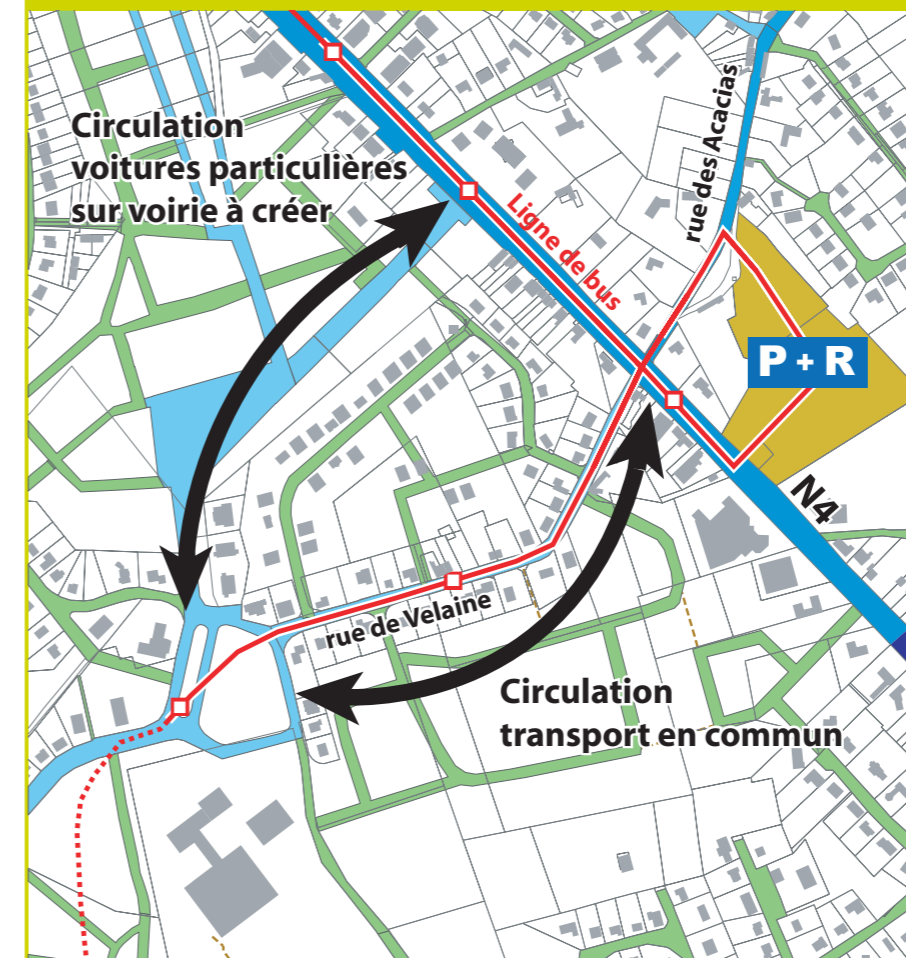 Circulation
voitures particulières
sur voirie à créer
Ligne de bus
rue des Acacias
P + R
N4
rue de Velaine
Circulation
transport en commun